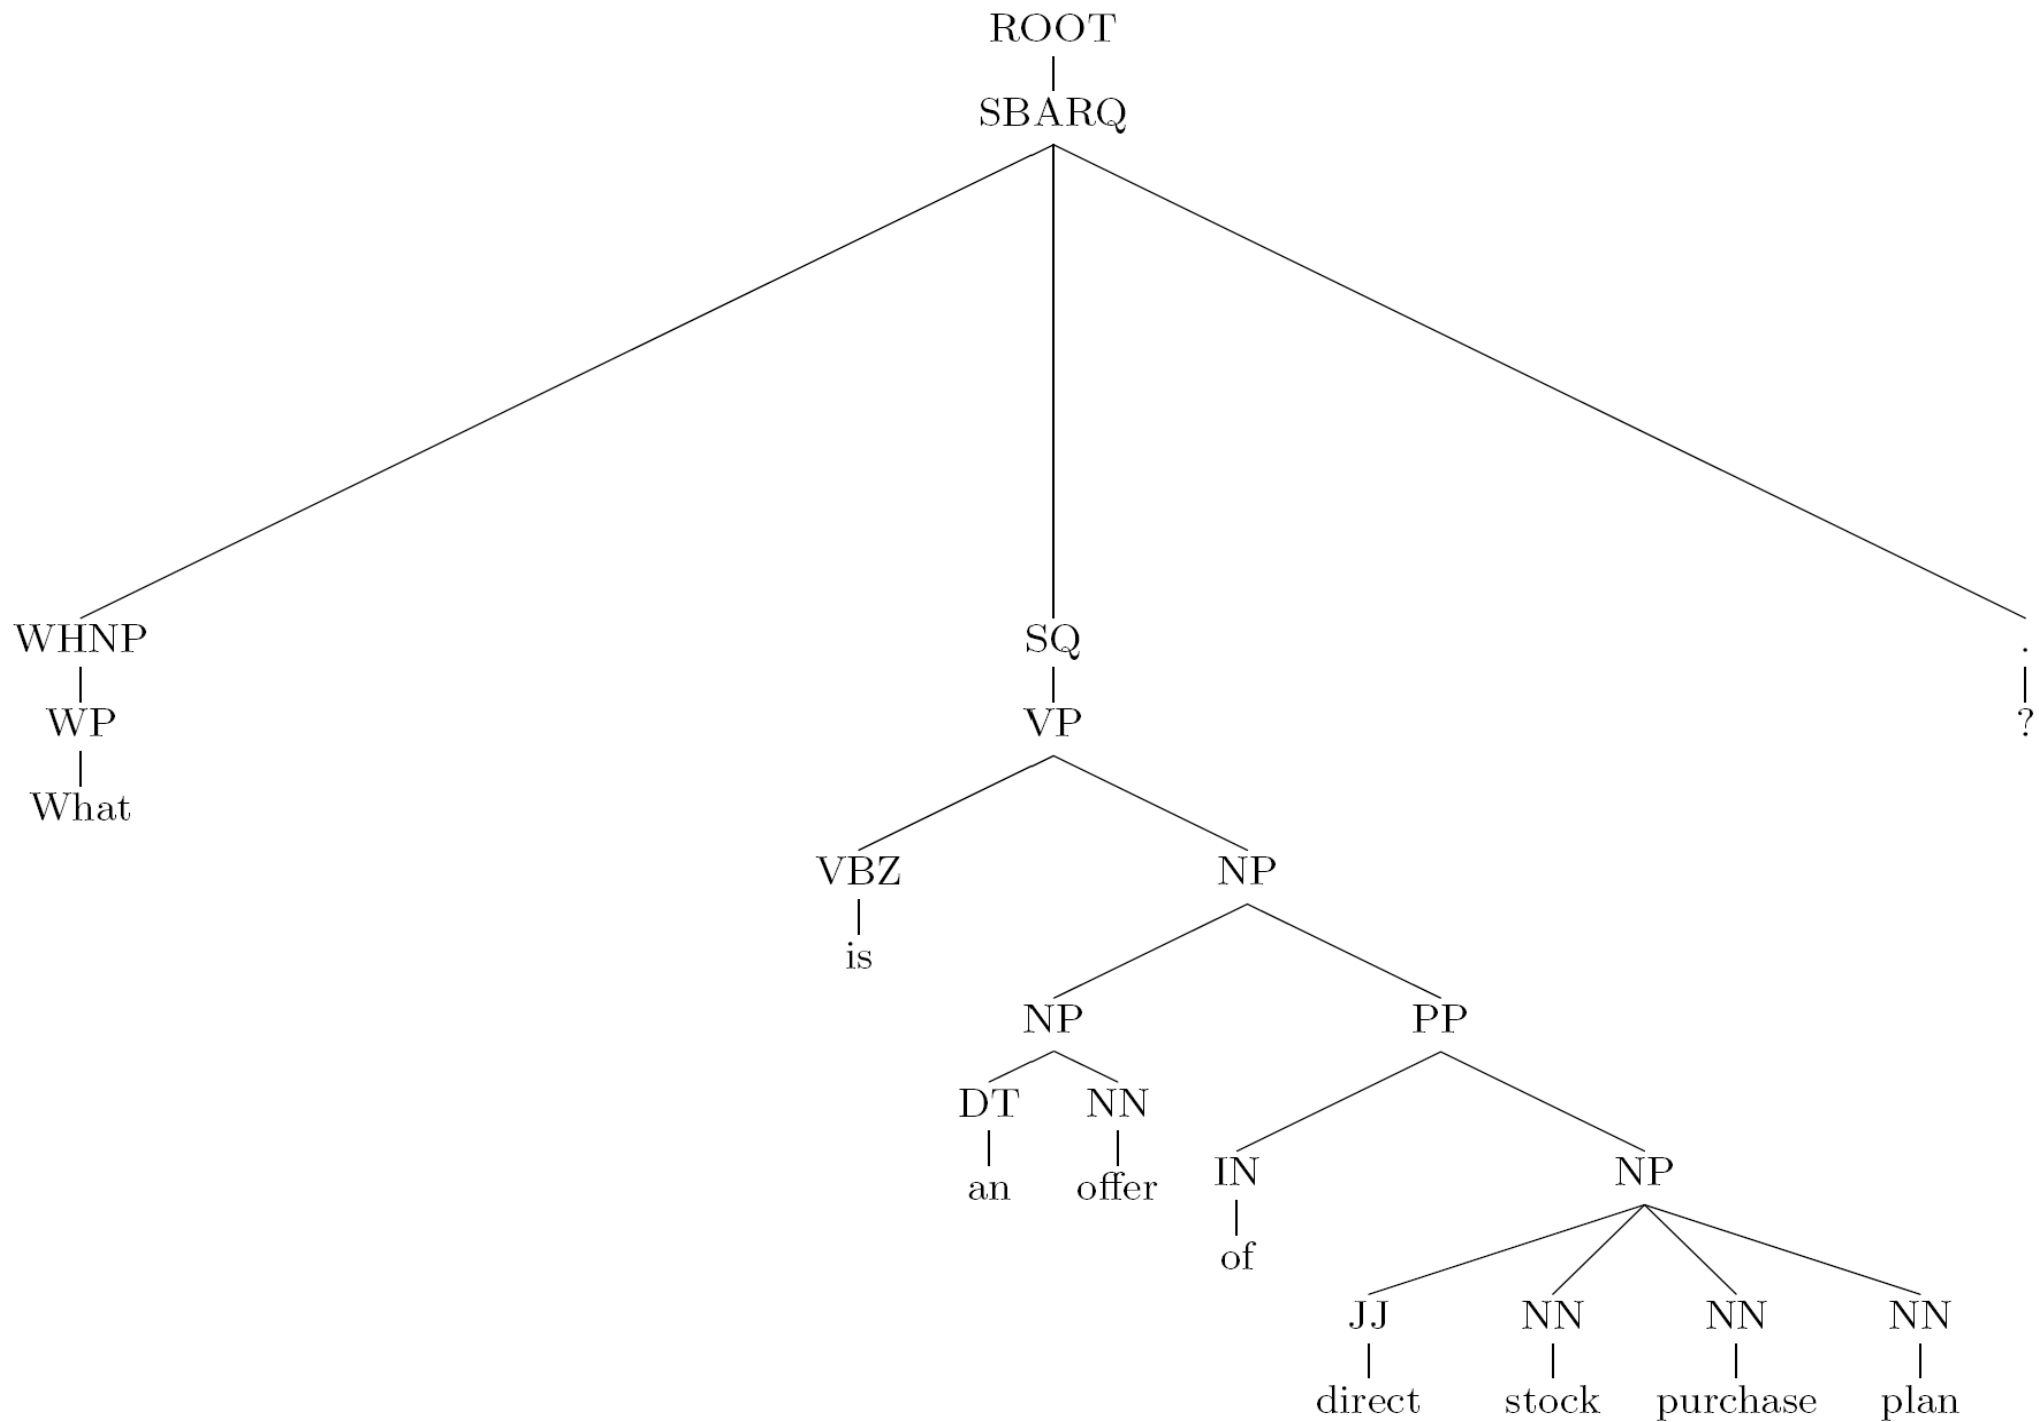 ROOT
SBARQ
WHNP SQ .
WP VP ?
What
VBZ NP
is
NP PP
DT NN
IN NP
an offer
of
JJ NN NN NN
direct stock purchase plan